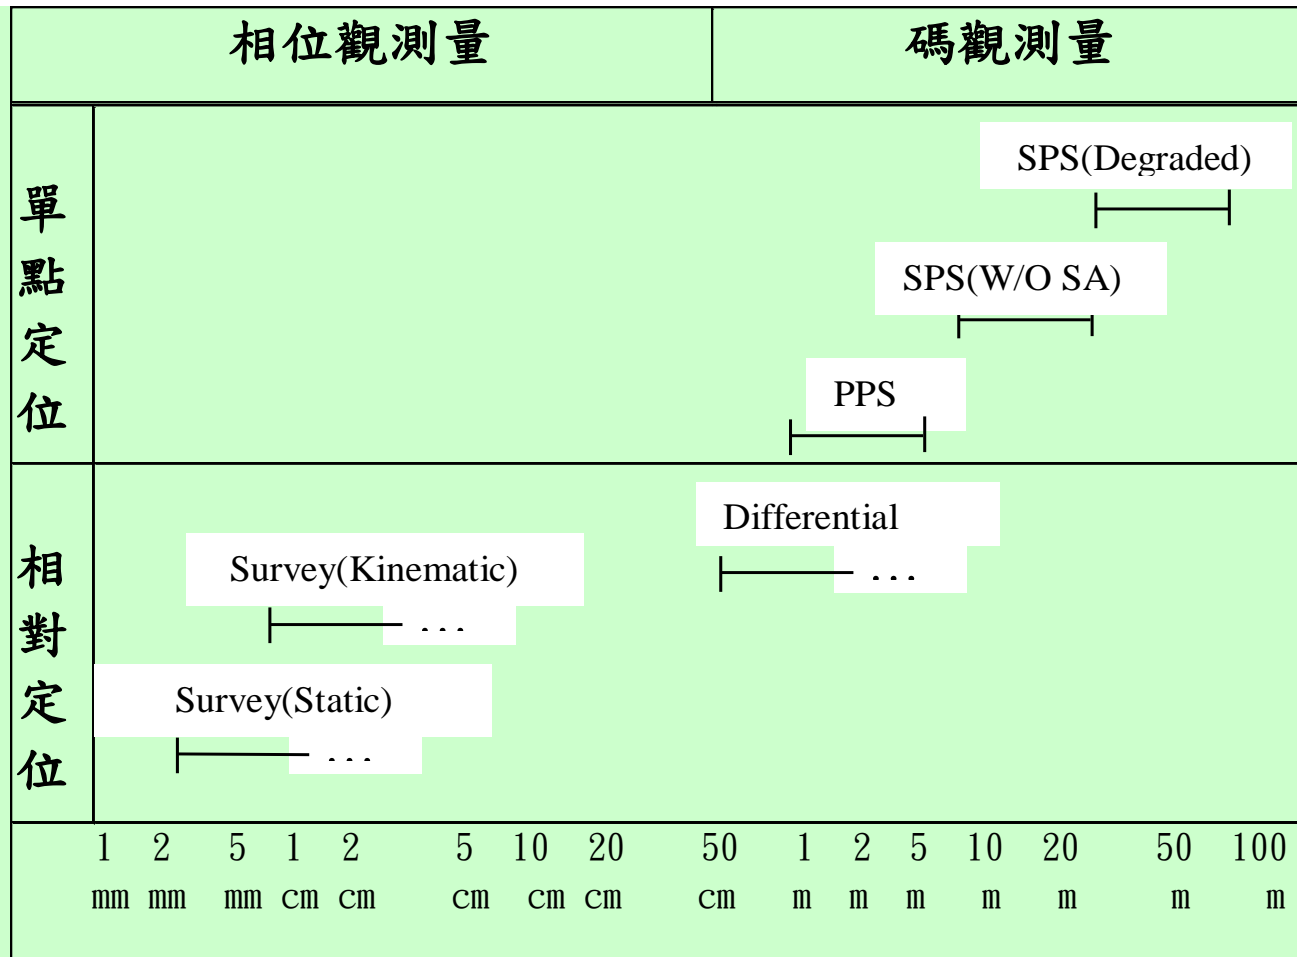 相位觀測量 碼觀測量
單點定位
SPS(Degraded)
SPS(W/O SA)
PPS
相對定位
Differential
...
Survey(Kinematic)
...
Survey(Static)
...
1 2 5 1 2 5 10 20 50 1 2 5 10 20 50 100
mm mm mm cm cm cm cm cm cm m m m m m m m